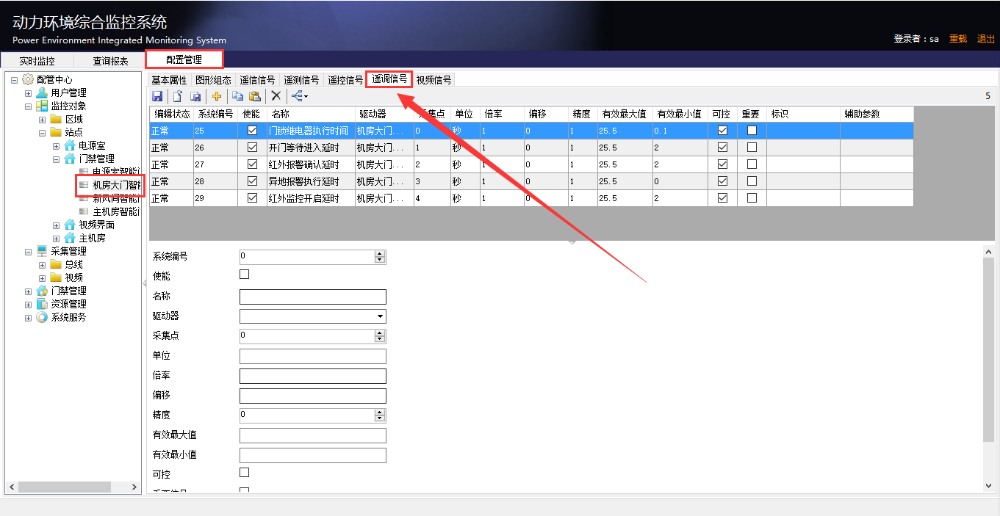 动力环境综合监控系统
Power Environment Integrated Monitoring System
登录者：sa 重载 退出
实时监控 查询报表 配置管理
配管中心
用户管理
监控对象
区域
站点
电源室
门禁管理
电源室智能门
机房大门智能
新风间智能门
主机房智能门
视频界面
主机房
采集管理
总线
视频
门禁管理
资源管理
系统服务
基本属性 图形组态 遥信信号 遥测信号 遥控信号 遥调信号 视频信号
5
编辑状态 系统编号 使能 名称 驱动器 采集点 单位 倍率 偏移 精度 有效最大值 有效最小值 可控 重要 标识 辅助参数
正常 25 门锁继电器执行时间 机房大门... 0 秒 1 0 1 25.5 0.1
正常 26 开门等待进入延时 机房大门... 1 秒 1 0 1 25.5 2
正常 27 红外报警确认延时 机房大门... 2 秒 1 0 1 25.5 2
正常 28 异地报警执行延时 机房大门... 3 秒 1 0 1 25.5 0
正常 29 红外监控开启延时 机房大门... 4 秒 1 0 1 25.5 2
系统编号 0
使能
名称
驱动器
采集点 0
单位
倍率
偏移
精度 0
有效最大值
有效最小值
可控